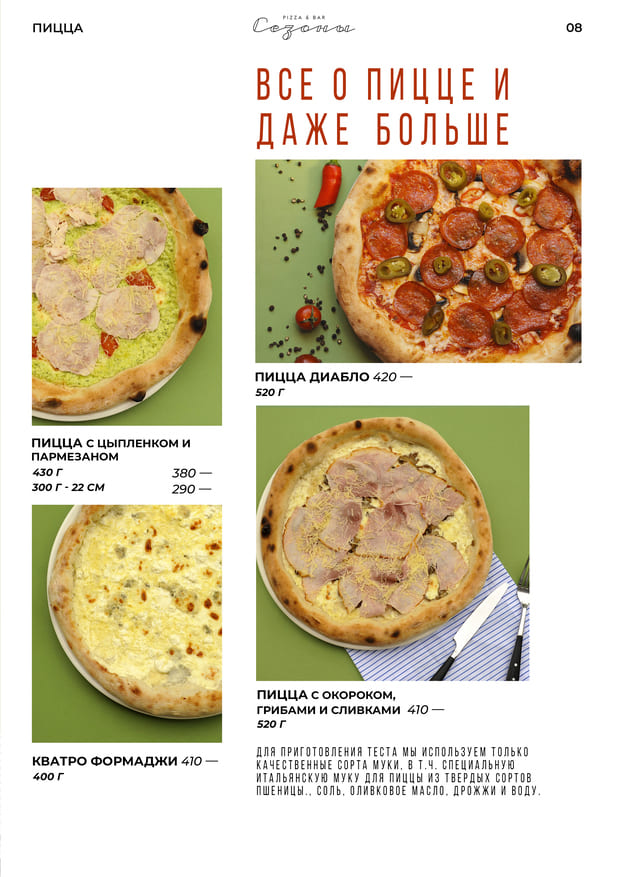 ПИЦЦА
PIZZA & BAR
Сезоны
08
ВСЕ О ПИЦЦЕ И
ДАЖЕ БОЛЬШЕ
ПИЦЦА ДИАБЛО 420 —
520 Г
ПИЦЦА С ЦЫПЛЕНКОМ И
ПАРМЕЗАНОМ
430 Г 380 —
300 Г - 22 СМ 290 —
ПИЦЦА С ОКОРОКОМ,
ГРИБАМИ И СЛИВКАМИ 410 —
520 Г
КВАТРО ФОРМАДЖИ 410 —
400 Г
ДЛЯ ПРИГОТОВЛЕНИЯ ТЕСТА МЫ ИСПОЛЬЗУЕМ ТОЛЬКО
КАЧЕСТВЕННЫЕ СОРТА МУКИ, В Т.Ч. СПЕЦИАЛЬНУЮ
ИТАЛЬЯНСКУЮ МУКУ ДЛЯ ПИЦЦЫ ИЗ ТВЕРДЫХ СОРТОВ
ПШЕНИЦЫ., СОЛЬ, ОЛИВКОВОЕ МАСЛО, ДРОЖЖИ И ВОДУ.